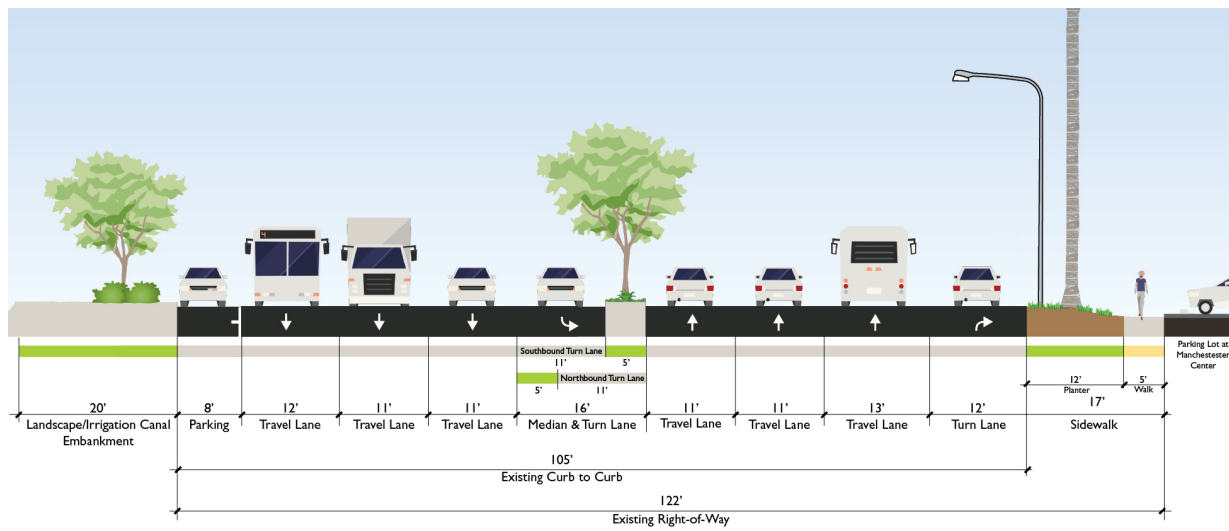 Southbound Turn Lane
11'
5'
5'
Northbound Turn Lane
11'
Parking Lot at
Manchestester
Center
12'
Planter
5'
Walk
20'
Landscape/Irrigation Canal
Embankment
8'
Parking
12'
Travel Lane
11'
Travel Lane
11'
Travel Lane
16'
Median & Turn Lane
11'
Travel Lane
11'
Travel Lane
13'
Travel Lane
12'
Turn Lane
17'
Sidewalk
105'
Existing Curb to Curb
122'
Existing Right-of-Way